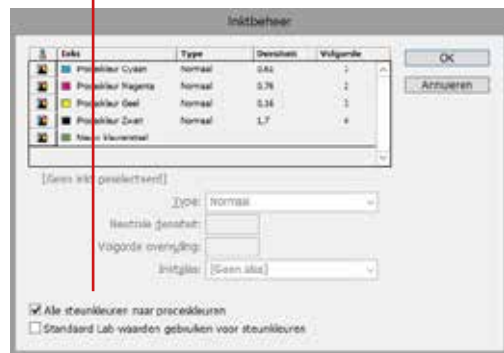 Inktbeheer
Inkt Type Densiteit Volgorde
Proceskleur Cyaan Normaal 0,61 1
Proceskleur Magenta Normaal 0,76 2
Proceskleur Geel Normaal 0,16 3
Proceskleur Zwart Normaal 1,7 4
Nieuw kleurenstaal
OK
Annuleren
[Geen inkt geselecteerd]
Type: Normaal
Neutrale densiteit:
Volgorde overvulling:
Inktalias: [Geen alias]
Alle steunkleuren naar proceskleuren
Standaard Lab waarden gebruiken voor steunkleuren